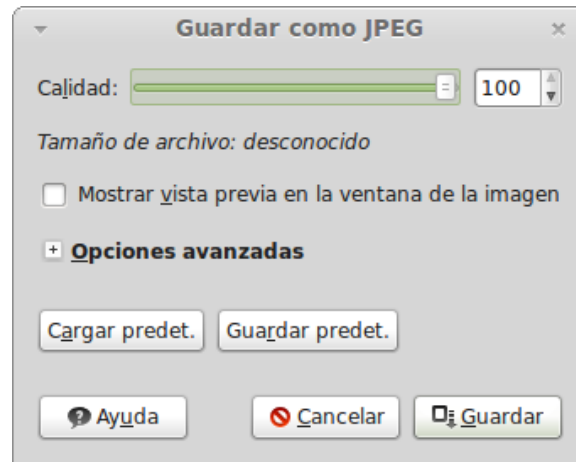 Guardar como JPEG
Calidad: 100
Tamaño de archivo: desconocido
Mostrar vista previa en la ventana de la imagen
Opciones avanzadas
Cargar predet. Guardar predet.
Ayuda Cancelar Guardar